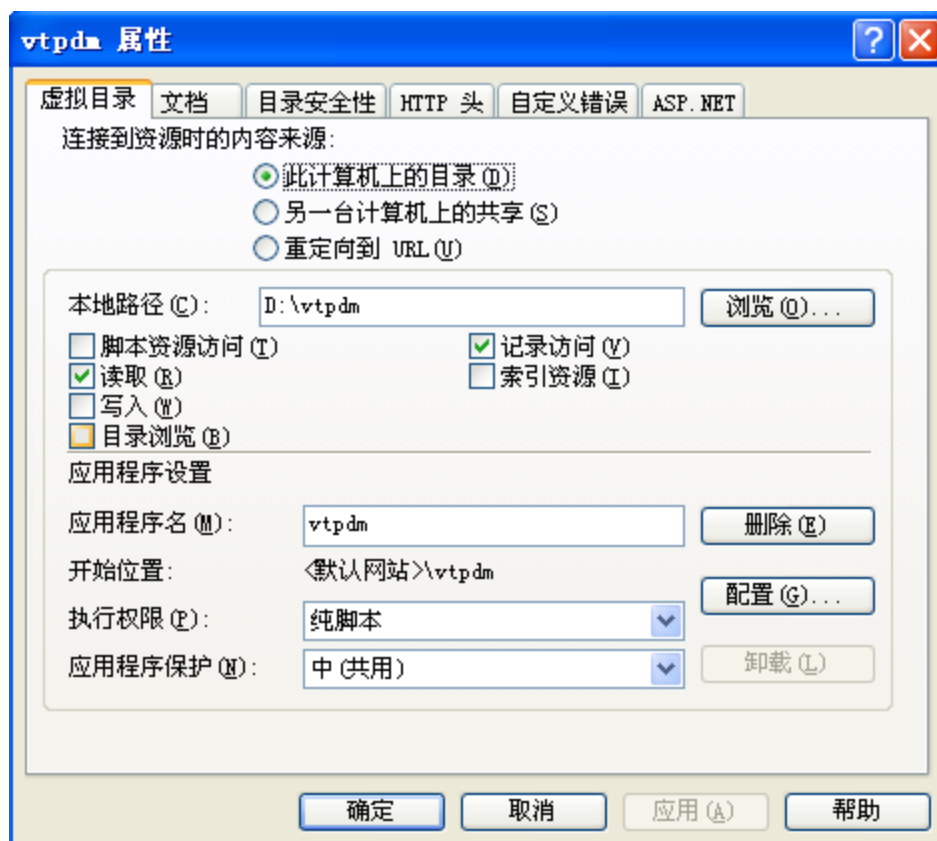 vtpdm 属性
虚拟目录 文档 目录安全性 HTTP 头 自定义错误 ASP.NET
连接到资源时的内容来源:
此计算机上的目录(D)
另一台计算机上的共享(S)
重定向到 URL(U)
本地路径(C): D:\vtpdm 浏览(O)...
脚本资源访问(T) 记录访问(V)
读取(R) 索引资源(I)
写入(W)
目录浏览(B)
应用程序设置
应用程序名(M): vtpdm 删除(E)
开始位置: <默认网站>\vtpdm
配置(G)...
执行权限(P): 纯脚本
应用程序保护(N): 中(共用) 卸载(L)
确定 取消 应用(A) 帮助